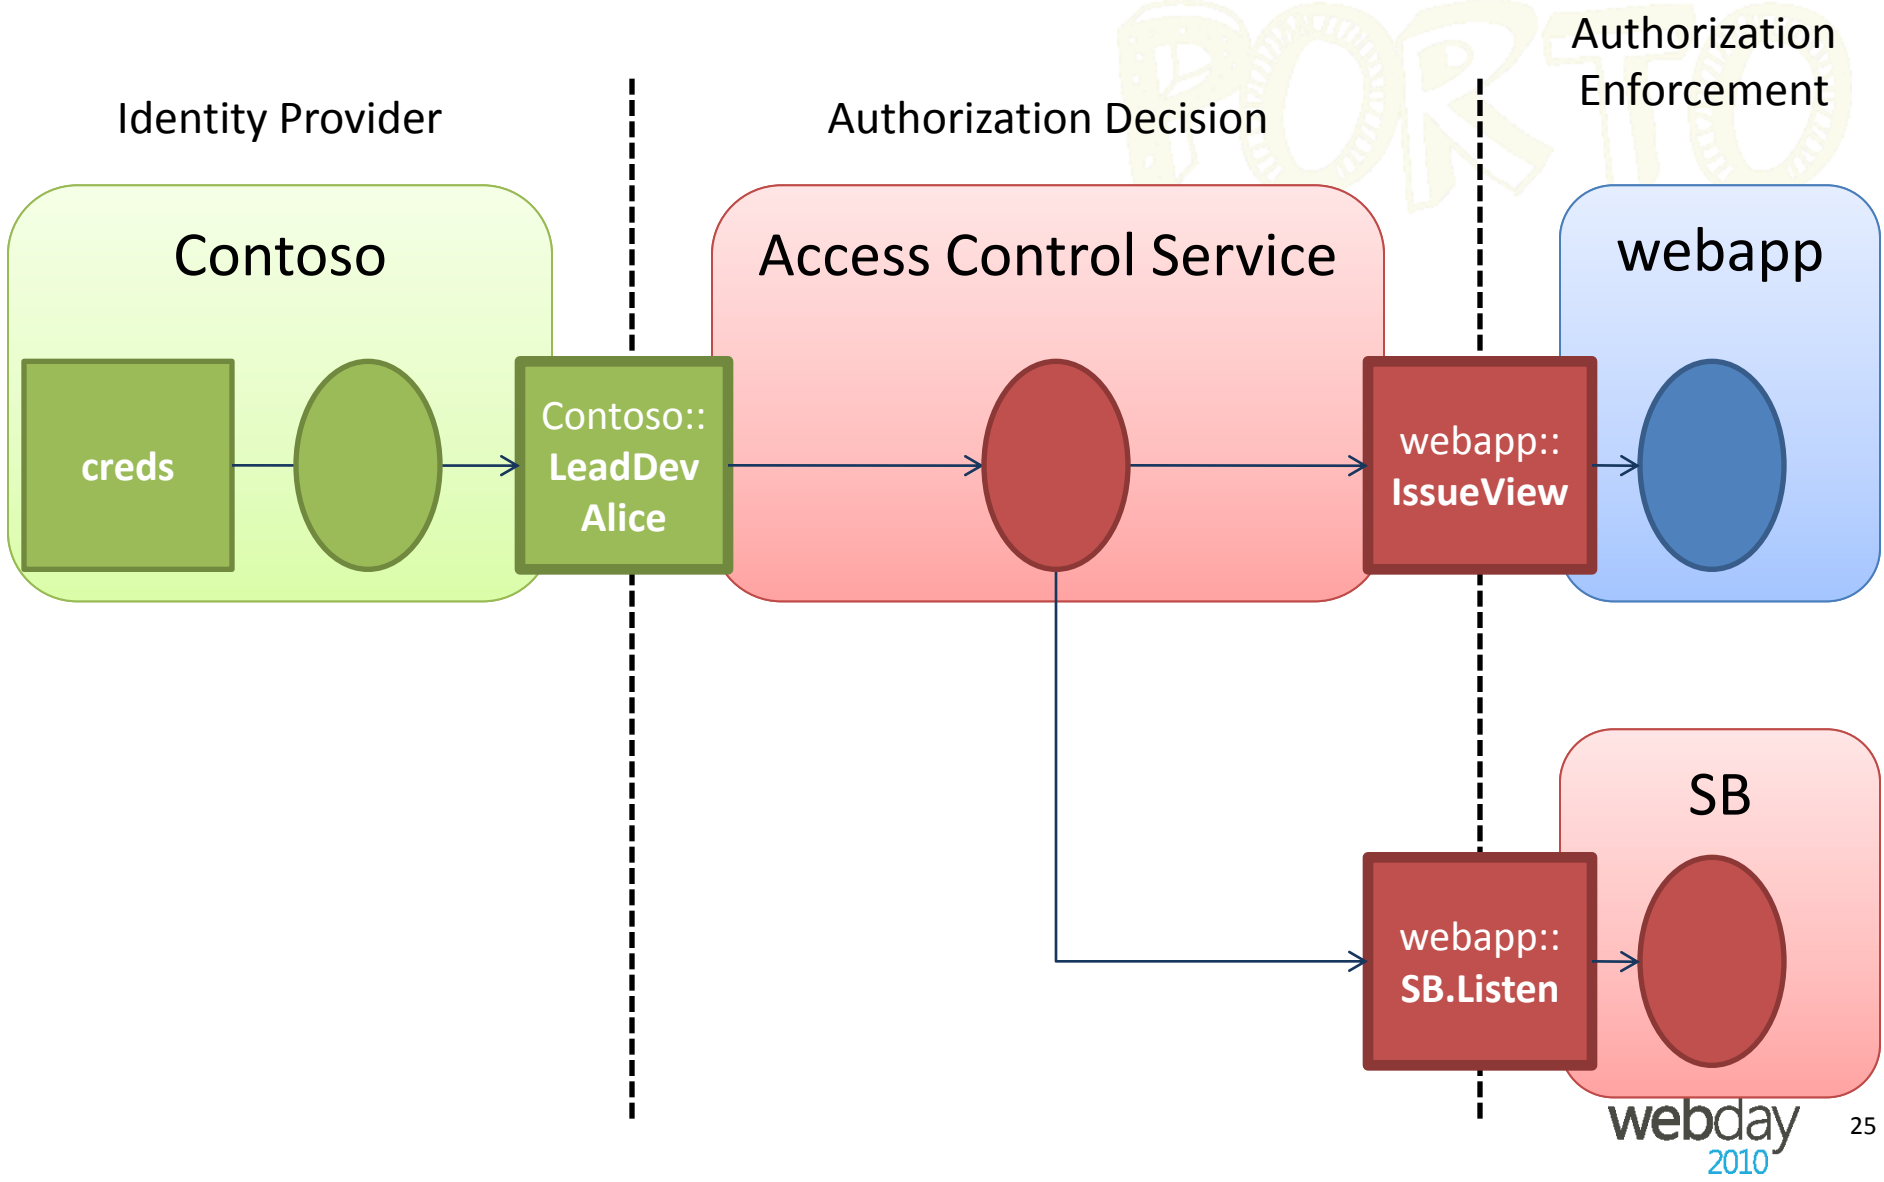 PORTO
Identity Provider
Authorization Decision
Authorization
Enforcement
Contoso
Access Control Service
webapp
creds
Contoso::
LeadDev
Alice
webapp::
IssueView
SB
webapp::
SB.Listen
webday
2010
25